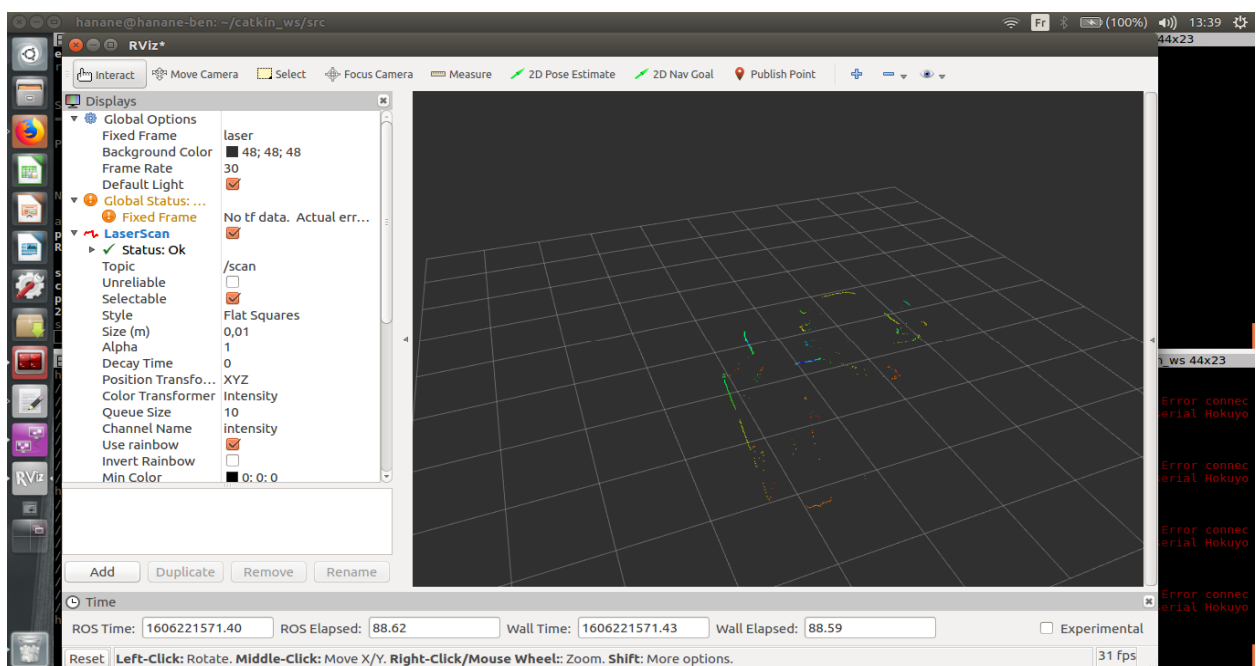 hanane@hanane-ben: ~/catkin_ws/src
Fr (100%) 13:39
44x23
RViz*
Interact Move Camera Select Focus Camera Measure 2D Pose Estimate 2D Nav Goal Publish Point
Displays
Global Options
Fixed Frame laser
Background Color 48; 48; 48
Frame Rate 30
Default Light
Global Status: ...
Fixed Frame No tf data. Actual err...
LaserScan
Status: Ok
Topic /scan
Unreliable
Selectable
Style Flat Squares
Size (m) 0,01
Alpha 1
Decay Time 0
Position Transfo... XYZ
Color Transformer Intensity
Queue Size 10
Channel Name intensity
Use rainbow
Invert Rainbow
Min Color 0; 0; 0
n_ws 44x23
Error connec
erial Hokuyo
Error connec
erial Hokuyo
Error connec
erial Hokuyo
Error connec
erial Hokuyo
RViz
Add Duplicate Remove Rename
Time
ROS Time: 1606221571.40 ROS Elapsed: 88.62 Wall Time: 1606221571.43 Wall Elapsed: 88.59 Experimental
Reset Left-Click: Rotate. Middle-Click: Move X/Y. Right-Click/Mouse Wheel:: Zoom. Shift: More options. 31 fps